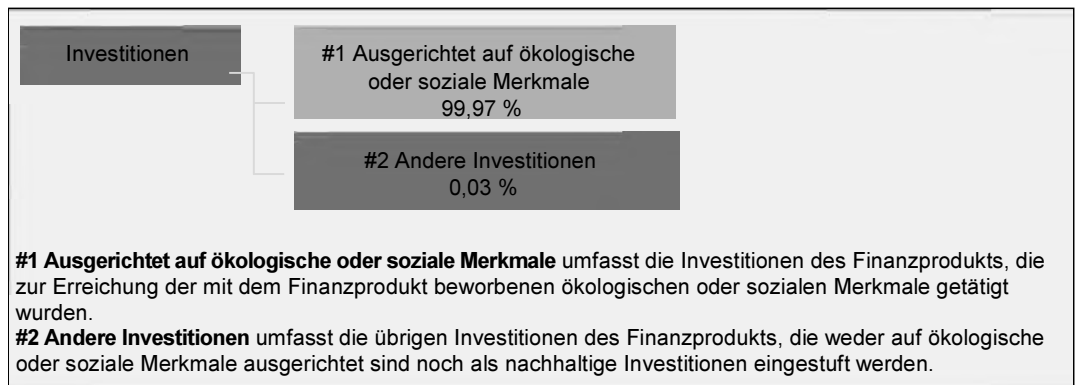 Investitionen
#1 Ausgerichtet auf ökologische
oder soziale Merkmale
99,97 %
#2 Andere Investitionen
0,03 %
#1 Ausgerichtet auf ökologische oder soziale Merkmale umfasst die Investitionen des Finanzprodukts, die
zur Erreichung der mit dem Finanzprodukt beworbenen ökologischen oder sozialen Merkmale getätigt
wurden.
#2 Andere Investitionen umfasst die übrigen Investitionen des Finanzprodukts, die weder auf ökologische
oder soziale Merkmale ausgerichtet sind noch als nachhaltige Investitionen eingestuft werden.